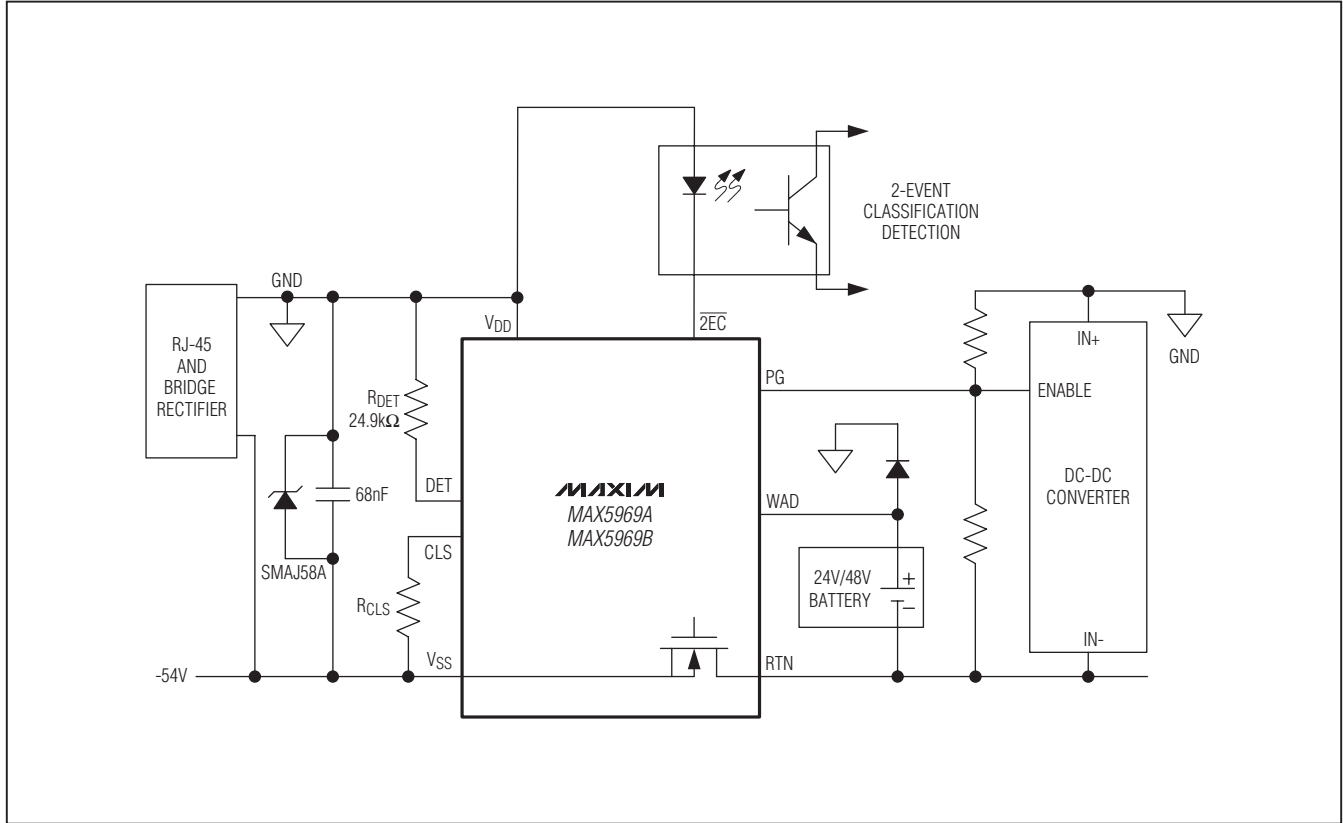 2-EVENT
CLASSIFICATION
DETECTION
GND
VDD
2EC
RJ-45
AND
BRIDGE
RECTIFIER
RDET
24.9kΩ
PG
IN+
GND
ENABLE
DET
68nF
SMAJ58A
MAXIM
MAX5969A
MAX5969B
WAD
DC-DC
CONVERTER
CLS
RCLS
24V/48V
BATTERY
+
−
IN-
-54V
VSS
RTN